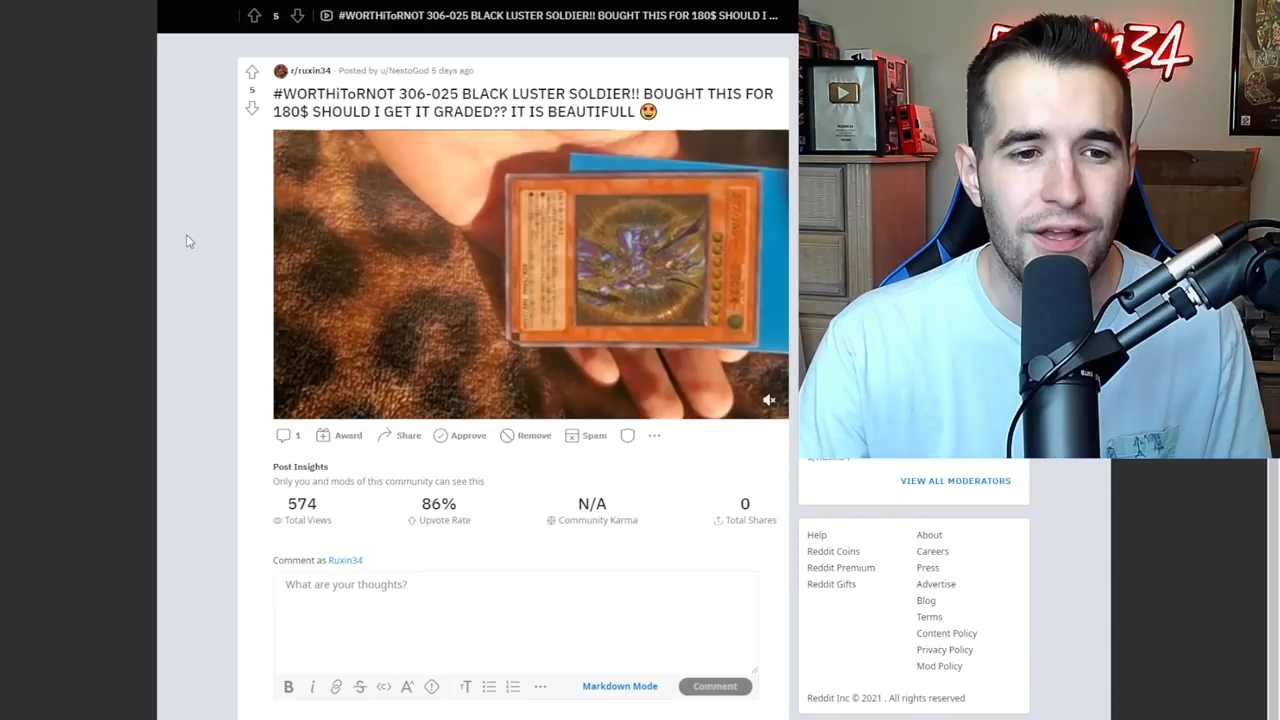 5 #WORTHiToRNOT 306-025 BLACK LUSTER SOLDIER!! BOUGHT THIS FOR 180$ SHOULD I ...
r/ruxin34 · Posted by u/NestoGod 5 days ago
5
#WORTHiToRNOT 306-025 BLACK LUSTER SOLDIER!! BOUGHT THIS FOR
180$ SHOULD I GET IT GRADED?? IT IS BEAUTIFULL 🤩
1 Award Share Approve Remove Spam ...
Post Insights
Only you and mods of this community can see this
574 86% N/A 0
Total Views Upvote Rate Community Karma Total Shares
Comment as Ruxin34
What are your thoughts?
B i A T ... Markdown Mode Comment
VIEW ALL MODERATORS
Help About
Reddit Coins Careers
Reddit Premium Press
Reddit Gifts Advertise
Blog
Terms
Content Policy
Privacy Policy
Mod Policy
Reddit Inc © 2021 . All rights reserved